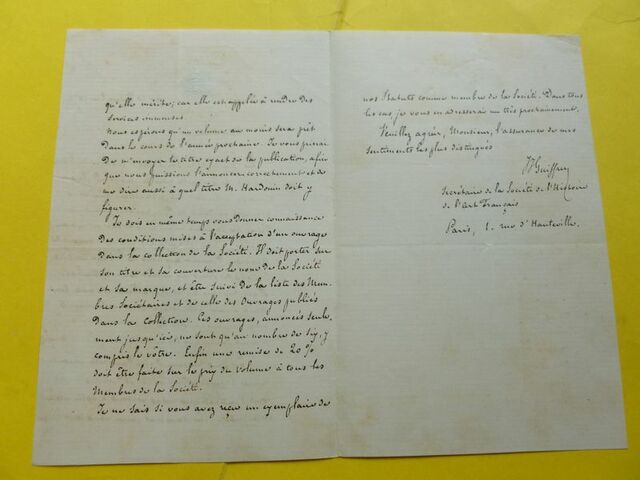 qu'elle mérite; car elle est appelée à rendre des
services immenses.
Nous espérons qu'un volume au moins sera prêt
dans le cours de l'année prochaine. Je vous prierai
de m'envoyer le titre exact de la publication, afin
que nous puissions l'annoncer correctement et de
me dire aussi à quel titre M. Hardouin doit y
figurer.
Je dois en même temps vous donner connaissance
des conditions mises à l'acceptation d'un ouvrage
dans la collection de la Société. Il doit porter sur
son titre et sa couverture le nom de la Société
et sa marque, et être suivi de la liste des Mem-
bres Sociétaires et de celle des Ouvrages publiés
dans la Collection. Ces ouvrages, annoncés seule-
ment jusqu'ici, ne sont qu'au nombre de six, y
compris le vôtre. Enfin une remise de 20 %
doit être faite sur le prix du volume à tous les
Membres de la Société.
Je ne sais si vous avez reçu un exemplaire de
nos Statuts comme membre de la Société. Dans tous
les cas, je vous en adresserai un très prochainement.
Veuillez agréer, Monsieur, l'assurance de mes
sentiments les plus distingués
JJ Guiffrey
Secrétaire de la Société de l'Histoire
de l'Art Français.
Paris, 1. rue d'Hauteville.